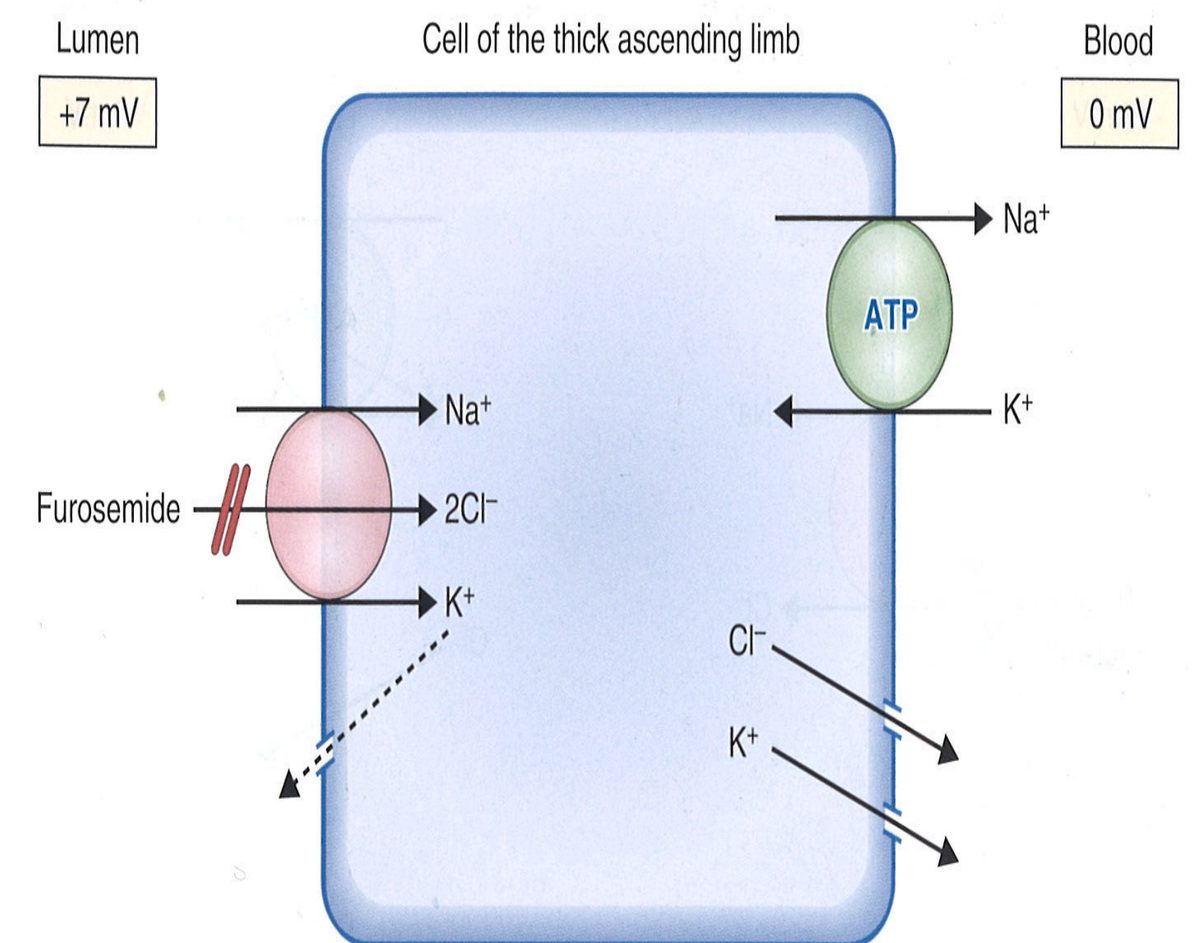 Lumen
Cell of the thick ascending limb
Blood
+7 mV
0 mV
Na⁺
ATP
Na⁺
K⁺
Furosemide
2Cl⁻
K⁺
Cl⁻
K⁺